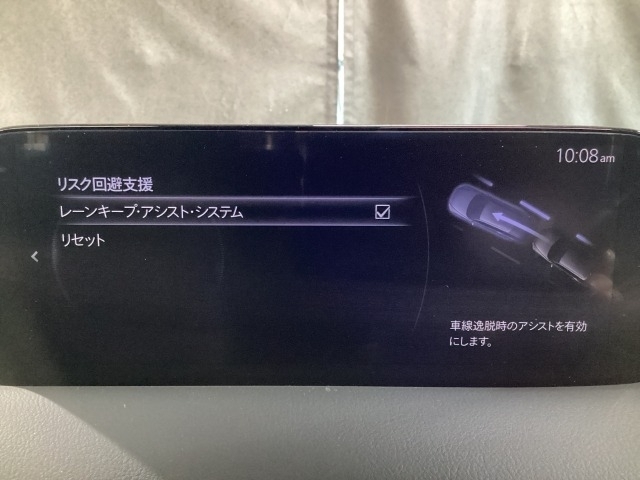 10:08am
リスク回避支援
レーンキープ・アシスト・システム
リセット
車線逸脱時のアシストを有効
にします。